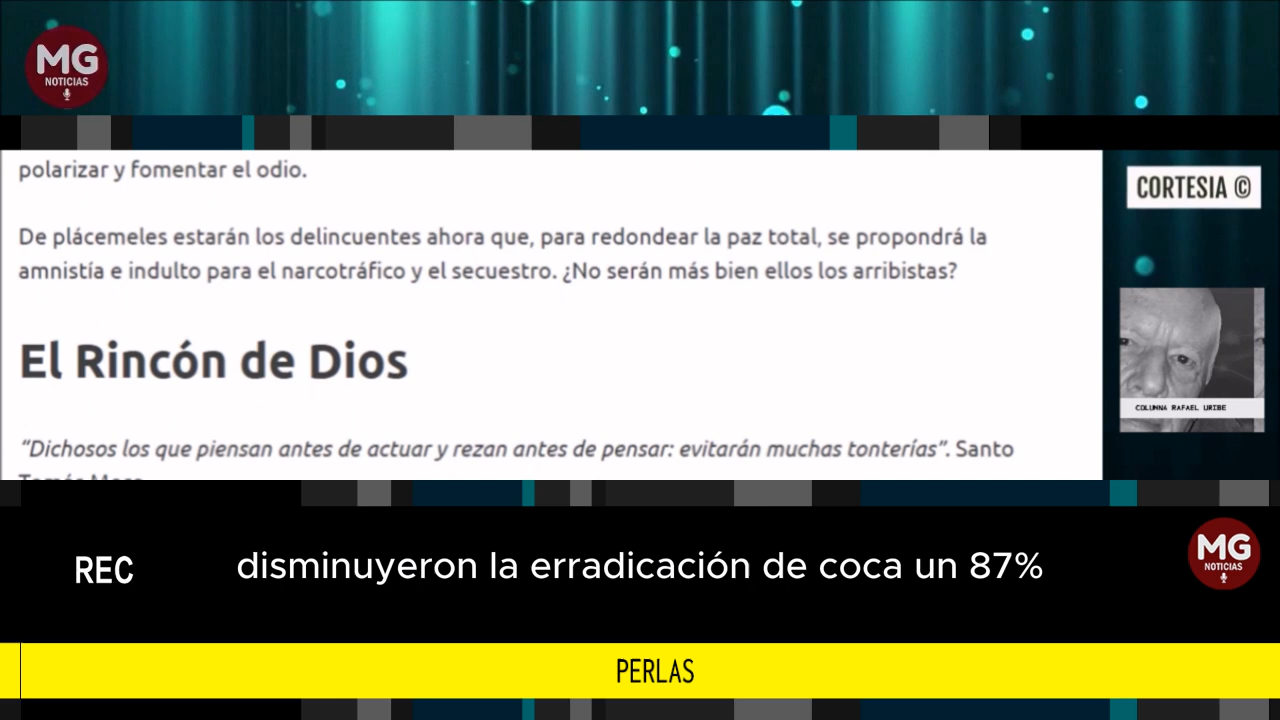 MG
NOTICIAS
polarizar y fomentar el odio.
CORTESIA ©
De plácemeles estarán los delincuentes ahora que, para redondear la paz total, se propondrá la
amnistía e indulto para el narcotráfico y el secuestro. ¿No serán más bien ellos los arribistas?
El Rincón de Dios
COLUMNA RAFAEL URIBE
“Dichosos los que piensan antes de actuar y rezan antes de pensar: evitarán muchas tonterías”. Santo
Tomás Moro
REC
disminuyeron la erradicación de coca un 87%
MG
NOTICIAS
PERLAS